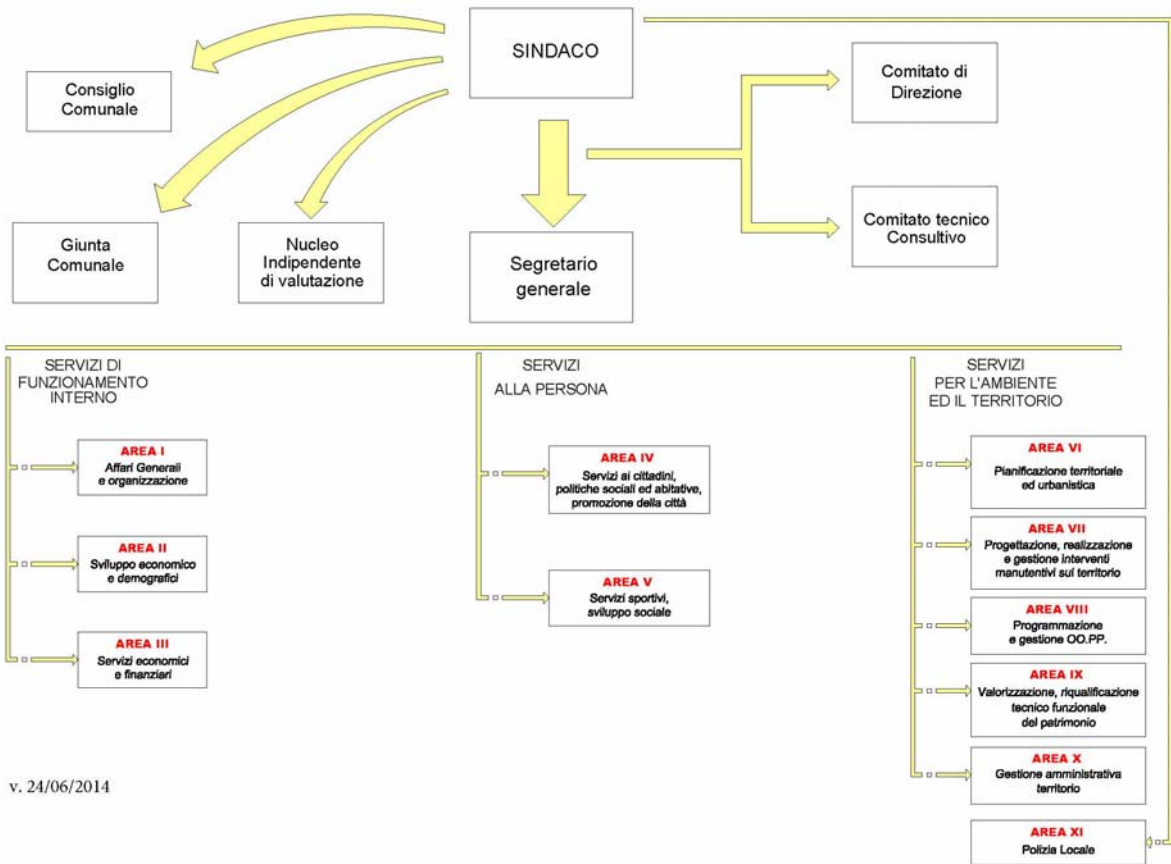 SINDACO
Consiglio
Comunale
Comitato di
Direzione
Giunta
Comunale
Nucleo
Indipendente
di valutazione
Segretario
generale
Comitato tecnico
Consultivo
SERVIZI DI
FUNZIONAMENTO
INTERNO
AREA I
Affari Generali
e organizzazione
AREA II
Sviluppo economico
e demografici
AREA III
Servizi economici
e finanziari
SERVIZI
ALLA PERSONA
AREA IV
Servizi ai cittadini,
politiche sociali ed abitative,
promozione della città
AREA V
Servizi sportivi,
sviluppo sociale
SERVIZI
PER L'AMBIENTE
ED IL TERRITORIO
AREA VI
Pianificazione territoriale
ed urbanistica
AREA VII
Progettazione, realizzazione
e gestione interventi
manutentivi sul territorio
AREA VIII
Programmazione
e gestione OO.PP.
AREA IX
Valorizzazione, riqualificazione
tecnico funzionale
del patrimonio
AREA X
Gestione amministrativa
territorio
AREA XI
Polizia Locale
v. 24/06/2014